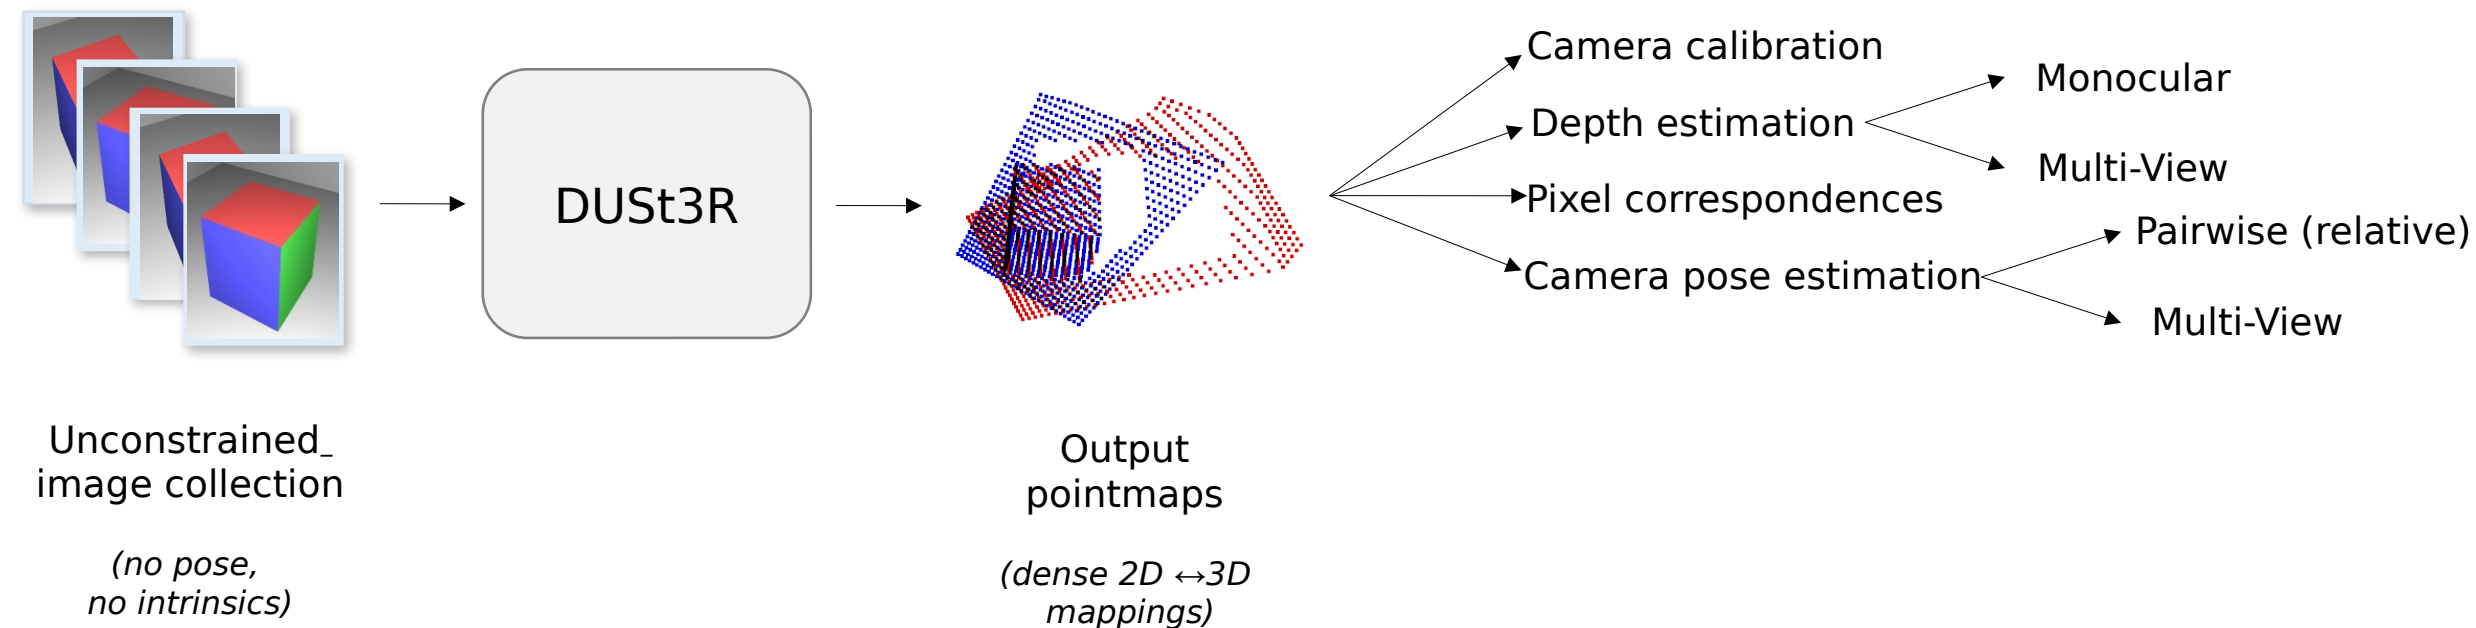 Unconstrained_
image collection
(no pose,
no intrinsics)
DUSt3R
Output
pointmaps
(dense 2D ↔3D
mappings)
Camera calibration
Depth estimation
Monocular
Multi-View
Pixel correspondences
Camera pose estimation
Pairwise (relative)
Multi-View